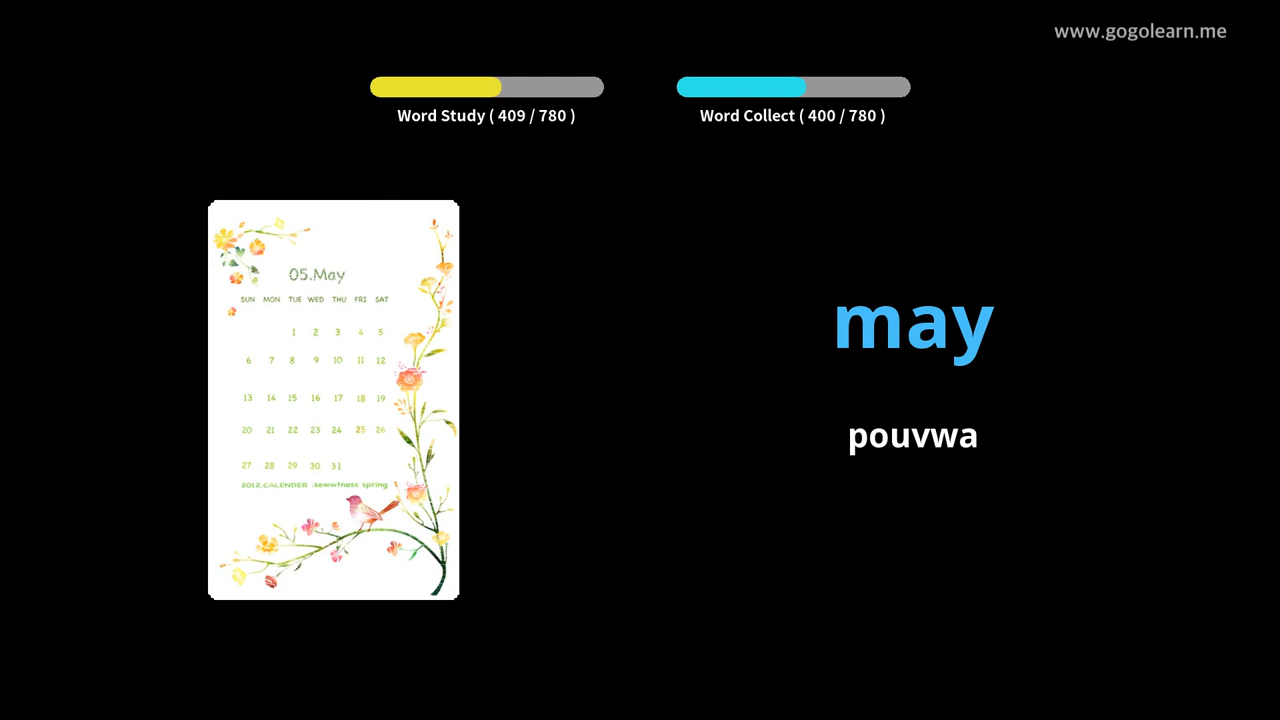 www.gogolearn.me
Word Study ( 409 / 780 )
Word Collect ( 400 / 780 )
05.May
SUN MON TUE WED THU FRI SAT
1 2 3 4 5
6 7 8 9 10 11 12
13 14 15 16 17 18 19
20 21 22 23 24 25 26
27 28 29 30 31
2012.CALENDER .sewwtness spring
may
pouvwa